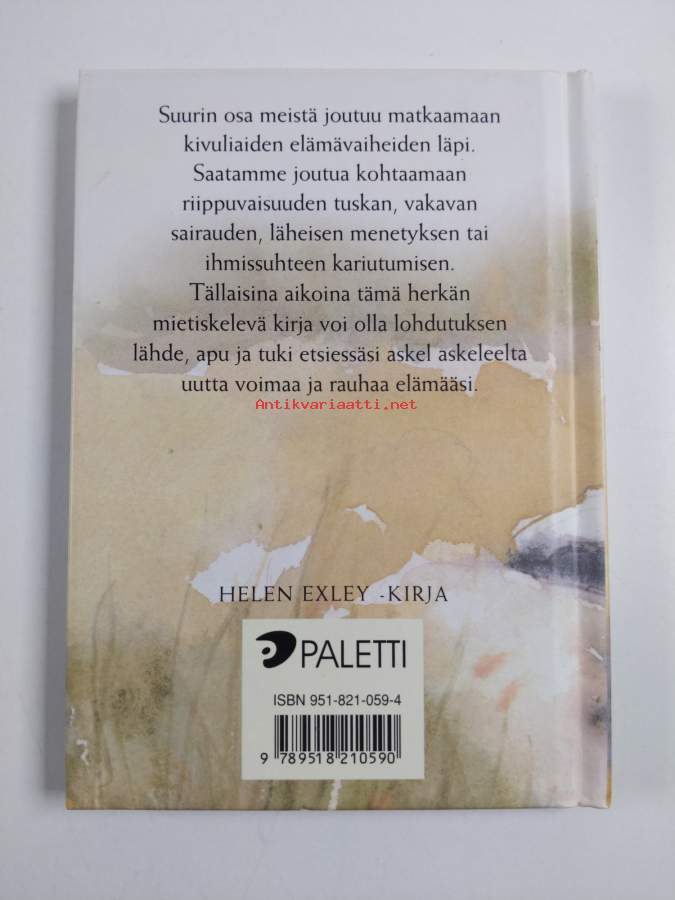 Suurin osa meistä joutuu matkaamaan
kivuliaiden elämävaiheiden läpi.
Saatamme joutua kohtaamaan
riippuvaisuuden tuskan, vakavan
sairauden, läheisen menetyksen tai
ihmissuhteen kariutumisen.
Tällaisina aikoina tämä herkän
mietiskelevä kirja voi olla lohdutuksen
lähde, apu ja tuki etsiessäsi askel askeleelta
uutta voimaa ja rauhaa elämääsi.
Antikvariaatti.net
HELEN EXLEY -KIRJA
PALETTI
ISBN 951-821-059-4
9 789518 210590